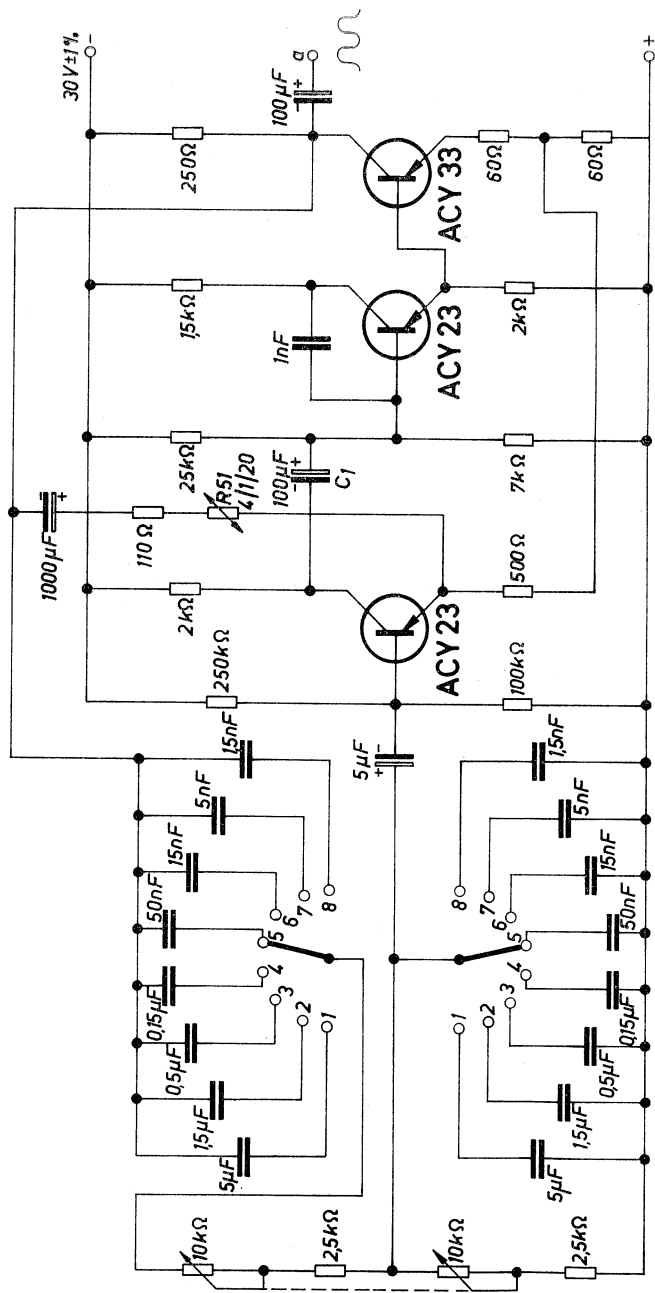 30V±1%
-
1000µF
-
+
250kΩ
2kΩ
110Ω
R51
4/1/20
25kΩ
1,5kΩ
250Ω
100µF
-
+
a
5µF
1,5µF
0,5µF
0,15µF
50nF
15nF
5nF
1,5nF
1
2
3
4
5
6
7
8
100µF
-
+
C1
1nF
10kΩ
2,5kΩ
5µF
+
-
ACY 23
ACY 23
ACY 33
10kΩ
2,5kΩ
1
2
3
4
5
6
7
8
5µF
1,5µF
0,5µF
0,15µF
50nF
15nF
5nF
1,5nF
100kΩ
500Ω
7kΩ
2kΩ
60Ω
60Ω
+